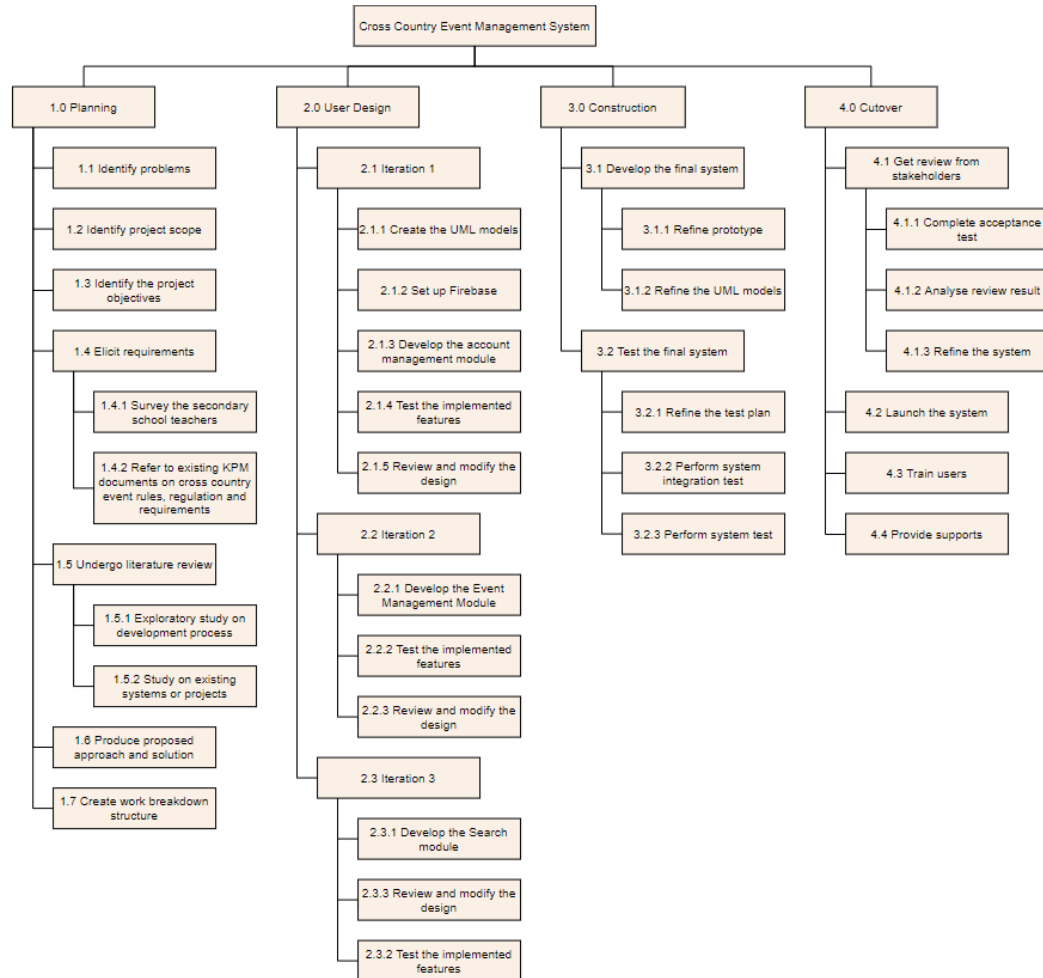 Cross Country Event Management System
1.0 Planning
1.1 Identify problems
1.2 Identify project scope
1.3 Identify the project
objectives
1.4 Elicit requirements
1.4.1 Survey the secondary
school teachers
1.4.2 Refer to existing KPM
documents on cross country
event rules, regulation and
requirements
1.5 Undergo literature review
1.5.1 Exploratory study on
development process
1.5.2 Study on existing
systems or projects
1.6 Produce proposed
approach and solution
1.7 Create work breakdown
structure
2.0 User Design
2.1 Iteration 1
2.1.1 Create the UML models
2.1.2 Set up Firebase
2.1.3 Develop the account
management module
2.1.4 Test the implemented
features
2.1.5 Review and modify the
design
2.2 Iteration 2
2.2.1 Develop the Event
Management Module
2.2.2 Test the implemented
features
2.2.3 Review and modify the
design
2.3 Iteration 3
2.3.1 Develop the Search
module
2.3.3 Review and modify the
design
2.3.2 Test the implemented
features
3.0 Construction
3.1 Develop the final system
3.1.1 Refine prototype
3.1.2 Refine the UML models
3.2 Test the final system
3.2.1 Refine the test plan
3.2.2 Perform system
integration test
3.2.3 Perform system test
4.0 Cutover
4.1 Get review from
stakeholders
4.1.1 Complete acceptance
test
4.1.2 Analyse review result
4.1.3 Refine the system
4.2 Launch the system
4.3 Train users
4.4 Provide supports